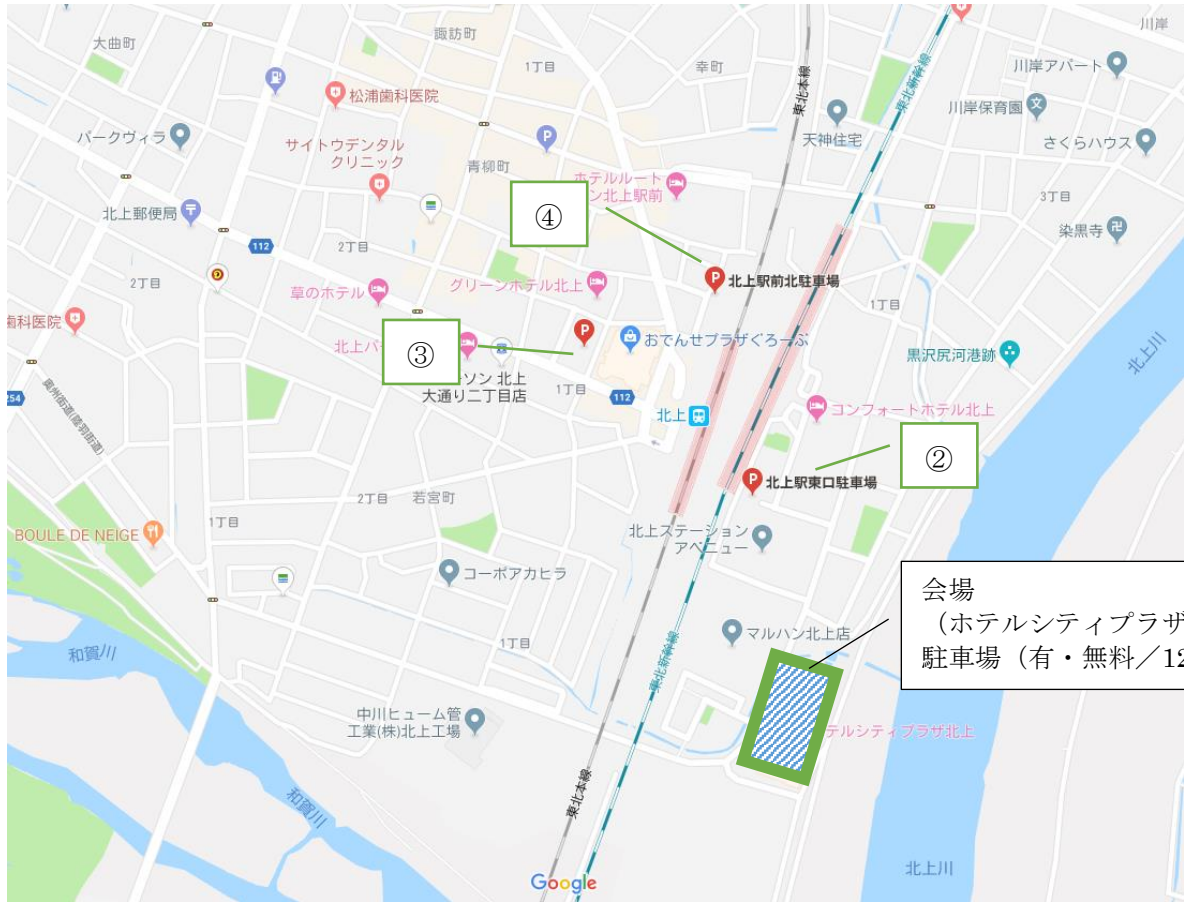 川岸
大曲町
諏訪町
1丁目
幸町
川岸アパート
東北本線
東北新幹線
松浦歯科医院
川岸保育園
パークヴィラ
天神住宅
さくらハウス
サイトウデンタル
クリニック
青柳町
ホテルルート
ン北上駅前
3丁目
④
北上郵便局
染黒寺
112
2丁目
2丁目
グリーンホテル北上
北上駅前北駐車場
草のホテル
1丁目
歯科医院
③
北上パ
おでんせプラザぐろーぶ
黒沢尻河港跡
北上川
ソン 北上
大通り二丁目店
1丁目
112
254
奥州街道(陸羽街道)
北上
コンフォートホテル北上
②
北上駅東口駐車場
2丁目
若宮町
1丁目
BOULE DE NEIGE
北上ステーション
アベニュー
コーポアカヒラ
会場
（ホテルシティプラザ
駐車場（有・無料／12
マルハン北上店
1丁目
和賀川
東北新幹線
中川ヒューム管
工業(株)北上工場
テルシティプラザ北上
東北本線
和賀川
北上川
Google